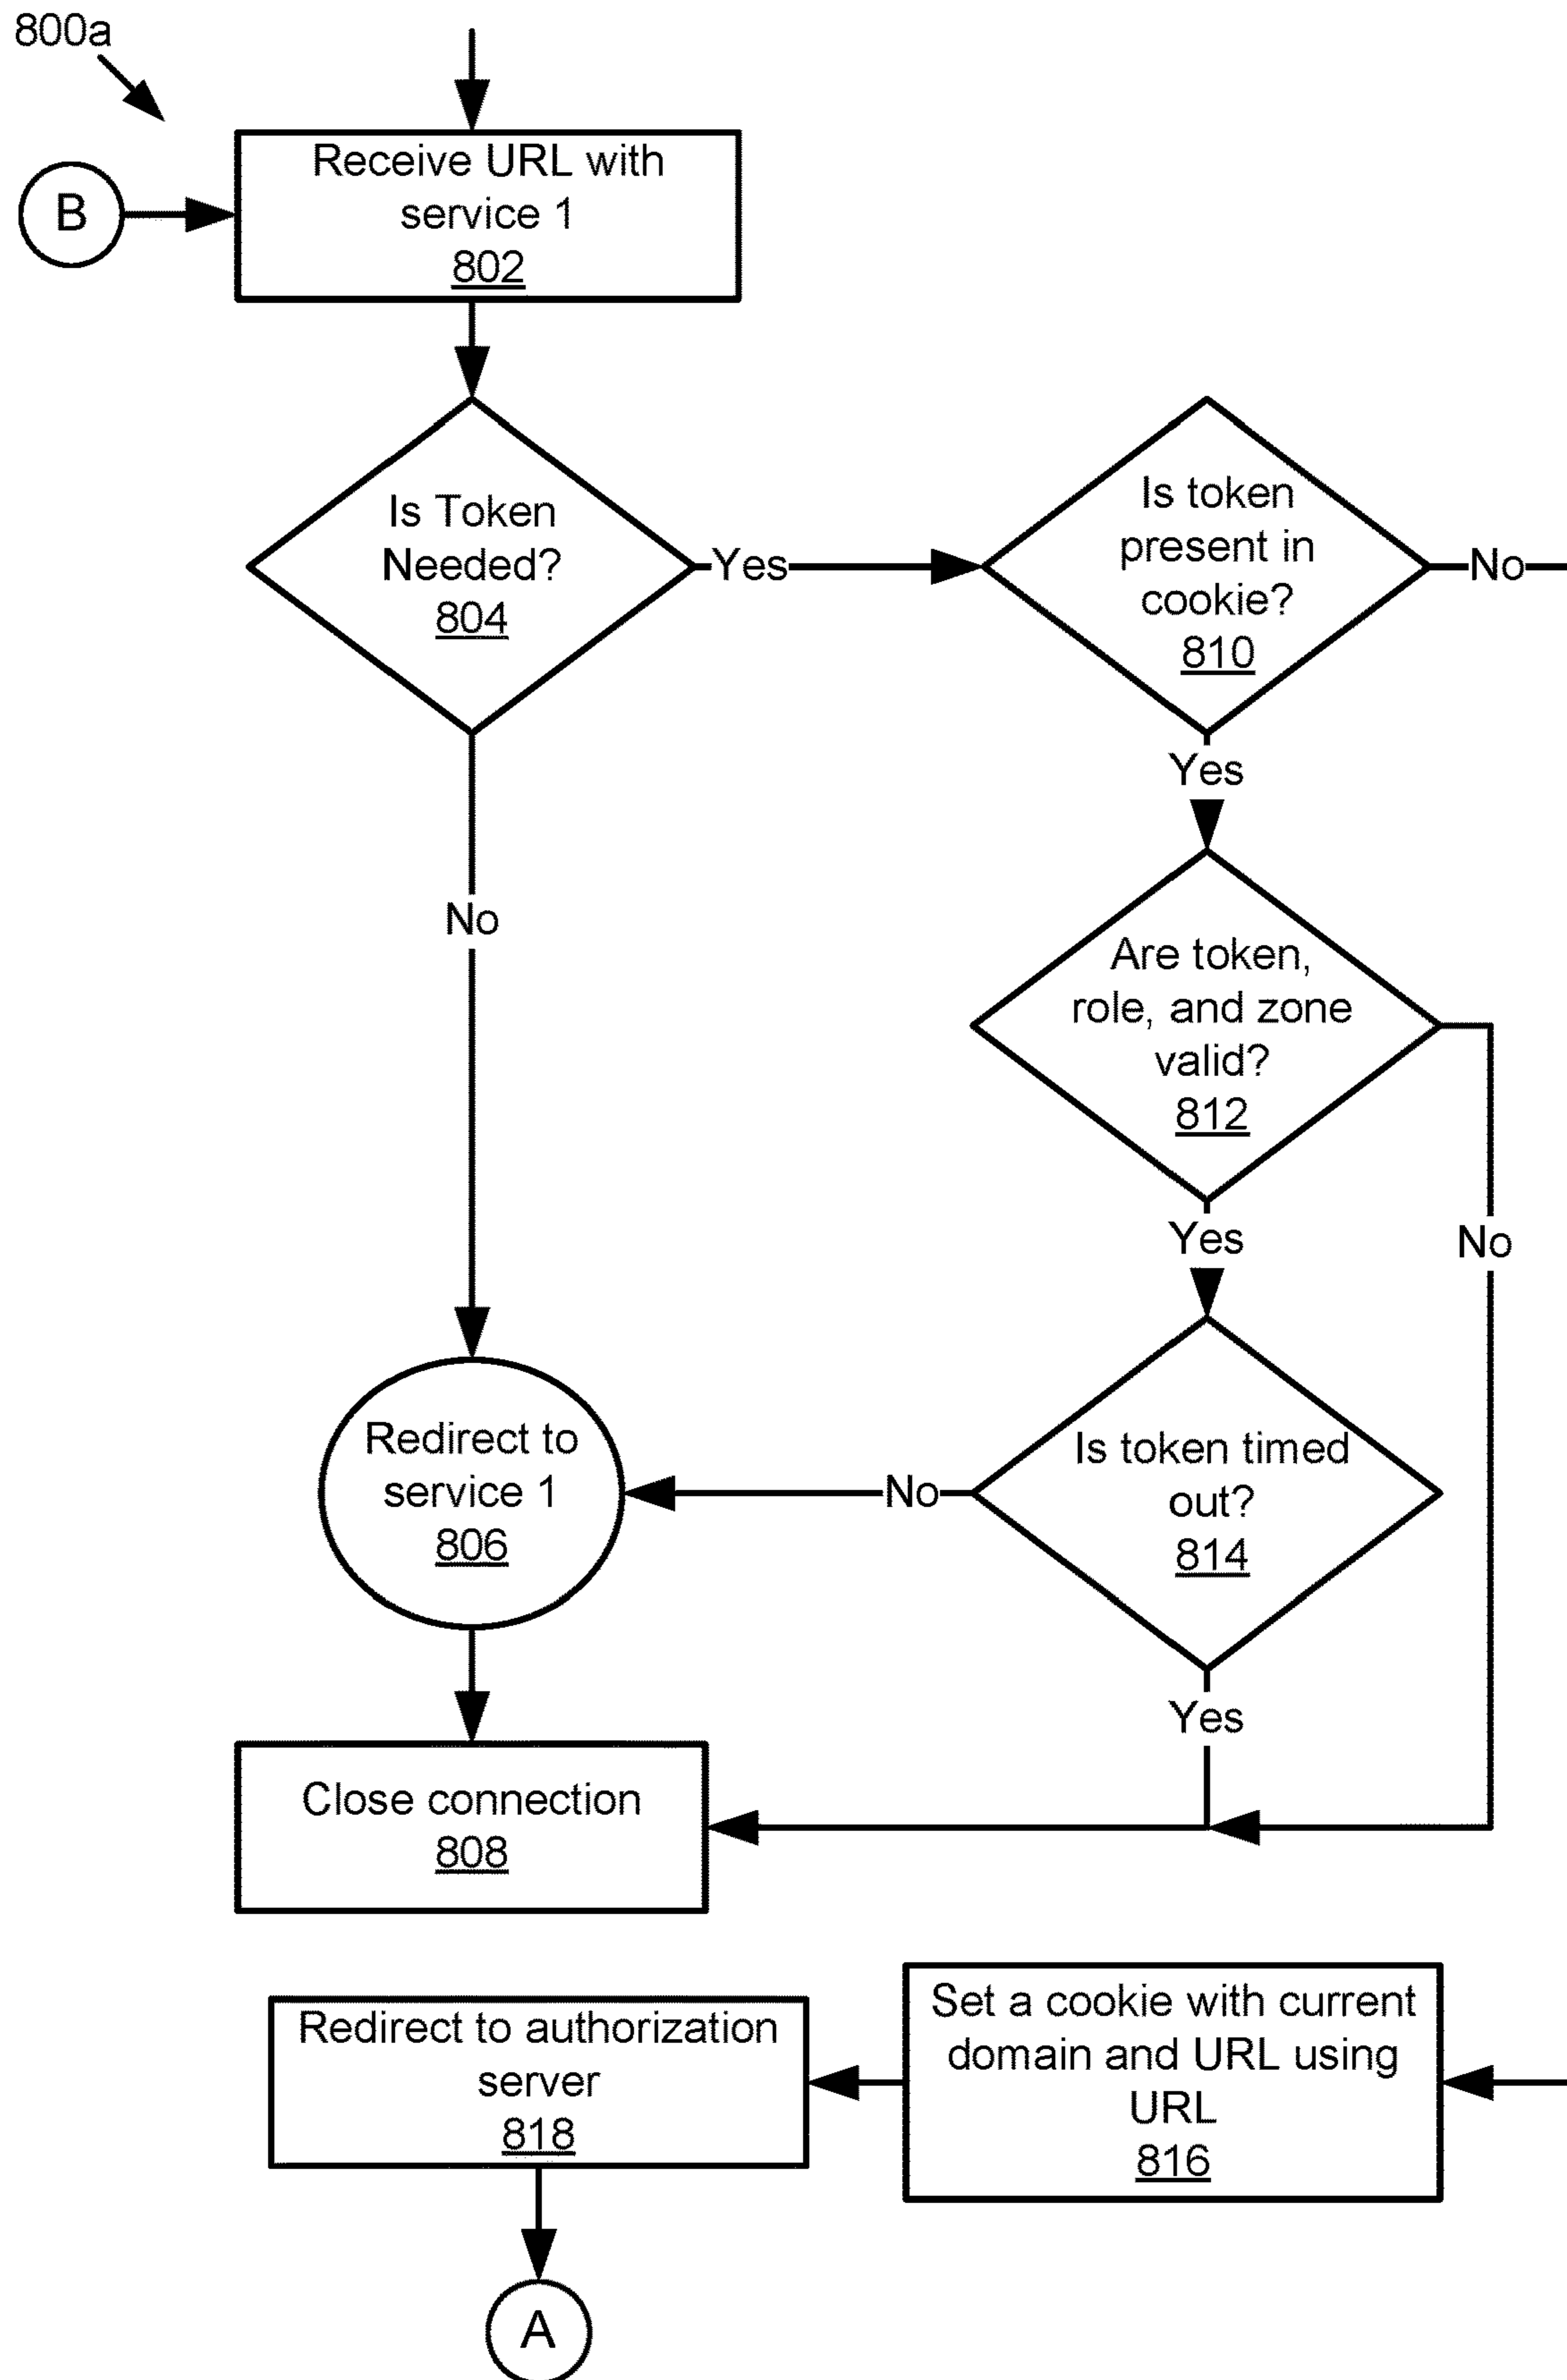 800a
B
Receive URL with
service 1
802
Is Token
Needed?
804
Yes
Is token
present in
cookie?
810
No
Yes
No
Are token,
role, and zone
valid?
812
Yes
No
Redirect to
service 1
806
No
Is token timed
out?
814
Yes
Close connection
808
Redirect to authorization
server
818
Set a cookie with current
domain and URL using
URL
816
A